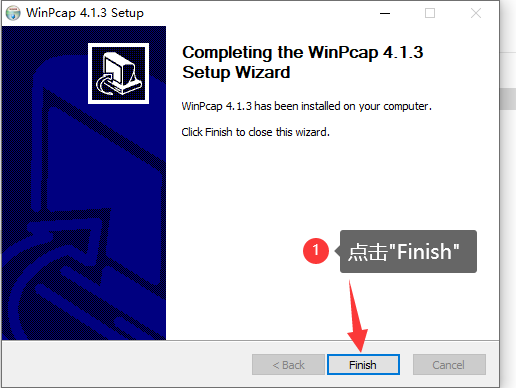 WinPcap 4.1.3 Setup
Completing the WinPcap 4.1.3
Setup Wizard
WinPcap 4.1.3 has been installed on your computer.
Click Finish to close this wizard.
1 点击"Finish"
< Back Finish Cancel